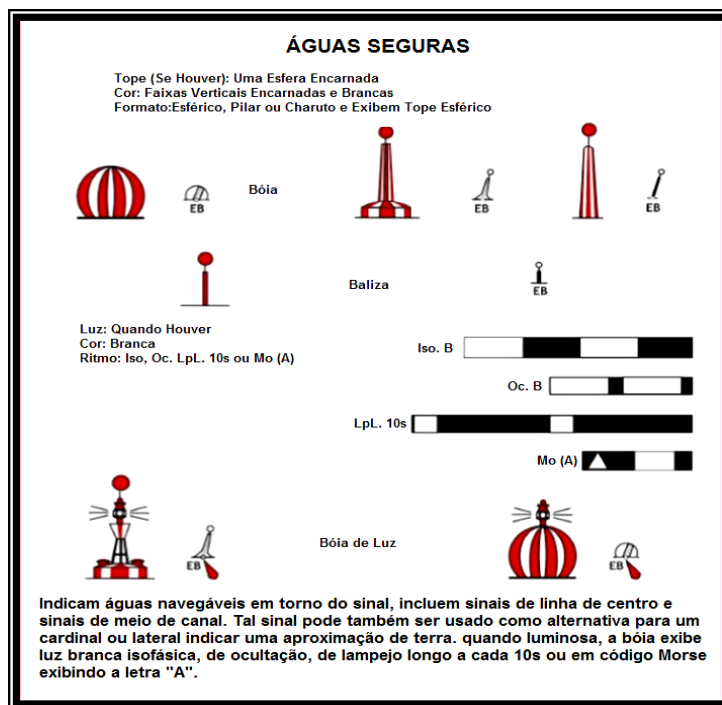 ÁGUAS SEGURAS
Tope (Se Houver): Uma Esfera Encarnada
Cor: Faixas Verticais Encarnadas e Brancas
Formato:Esférico, Pilar ou Charuto e Exibem Tope Esférico
EB
Bóia
EB
EB
Baliza
EB
Luz: Quando Houver
Cor: Branca
Ritmo: Iso, Oc. LpL. 10s ou Mo (A)
Iso. B
Oc. B
LpL. 10s
Mo (A)
EB
Bóia de Luz
EB
Indicam águas navegáveis em torno do sinal, incluem sinais de linha de centro e
sinais de meio de canal. Tal sinal pode também ser usado como alternativa para um
cardinal ou lateral indicar uma aproximação de terra. quando luminosa, a bóia exibe
luz branca isofásica, de ocultação, de lampejo longo a cada 10s ou em código Morse
exibindo a letra "A".